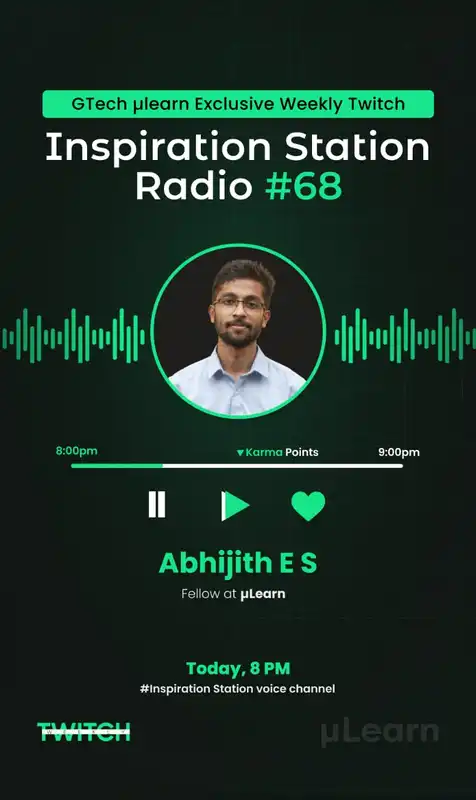 GTech µlearn Exclusive Weekly Twitch
Inspiration Station
Radio #68
8:00pm
▼Karma Points
9:00pm
Abhijith E S
Fellow at µLearn
Today, 8 PM
#Inspiration Station voice channel
TWITCH
µLearn